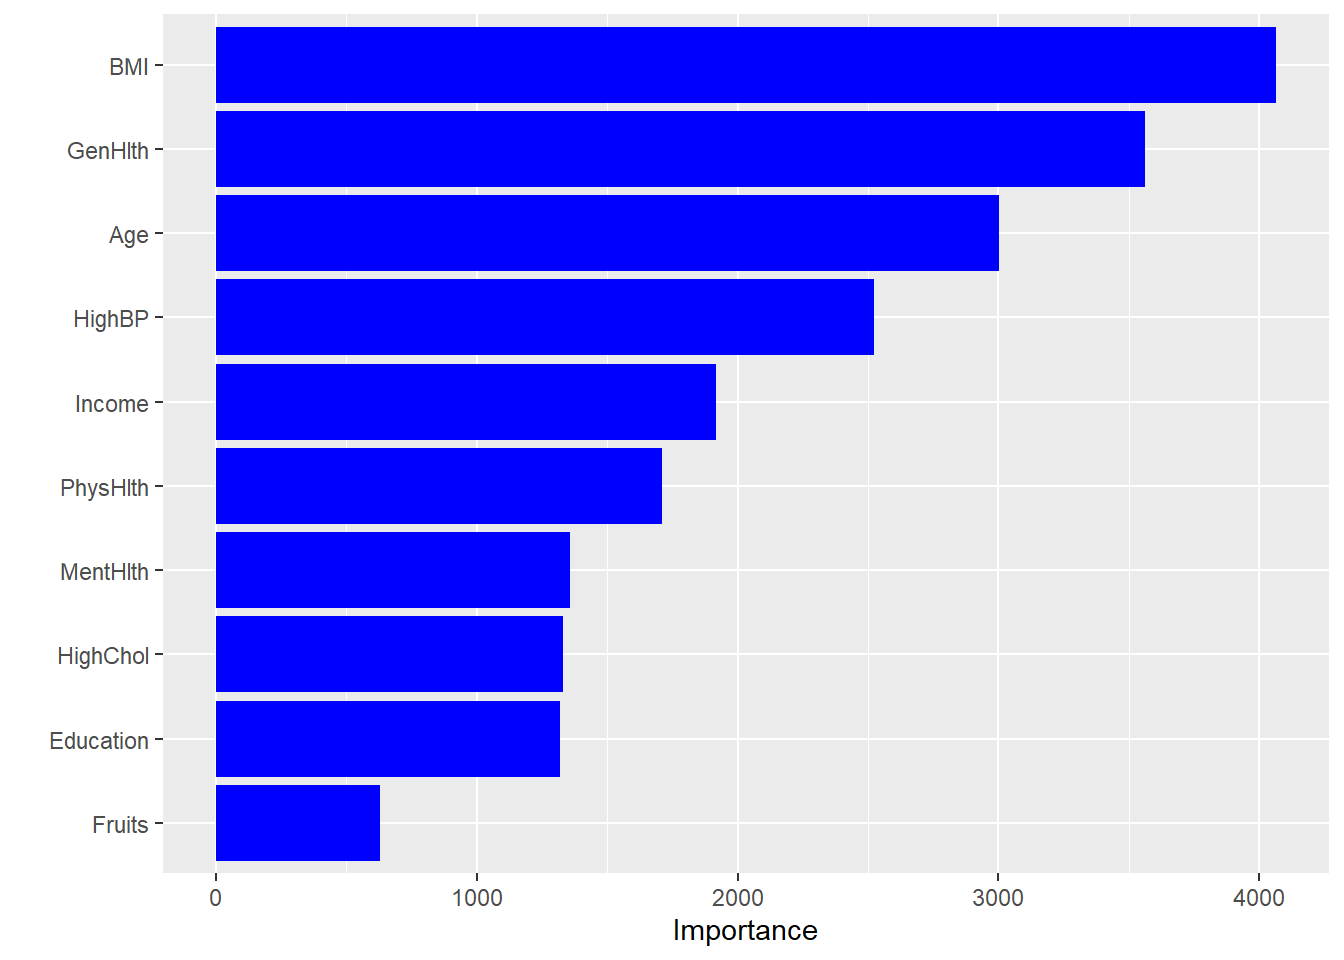 BMI
GenHlth
Age
HighBP
Income
PhysHlth
MentHlth
HighChol
Education
Fruits
0 1000 2000 3000 4000
Importance